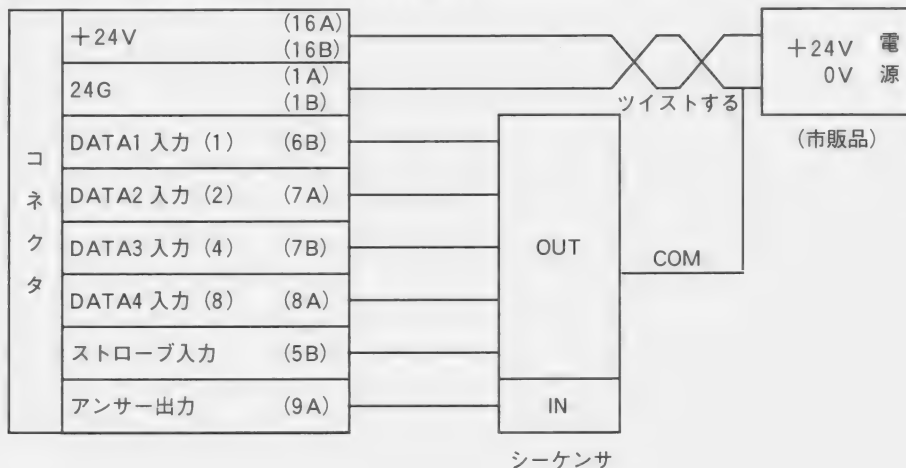 コネクタ
+24V (16A)
(16B)
24G (1A)
(1B)
DATA1 入力 (1) (6B)
DATA2 入力 (2) (7A)
DATA3 入力 (4) (7B)
DATA4 入力 (8) (8A)
ストローブ入力 (5B)
アンサー出力 (9A)
ツイストする
+24V
0V
電源
(市販品)
OUT
COM
IN
シーケンサ